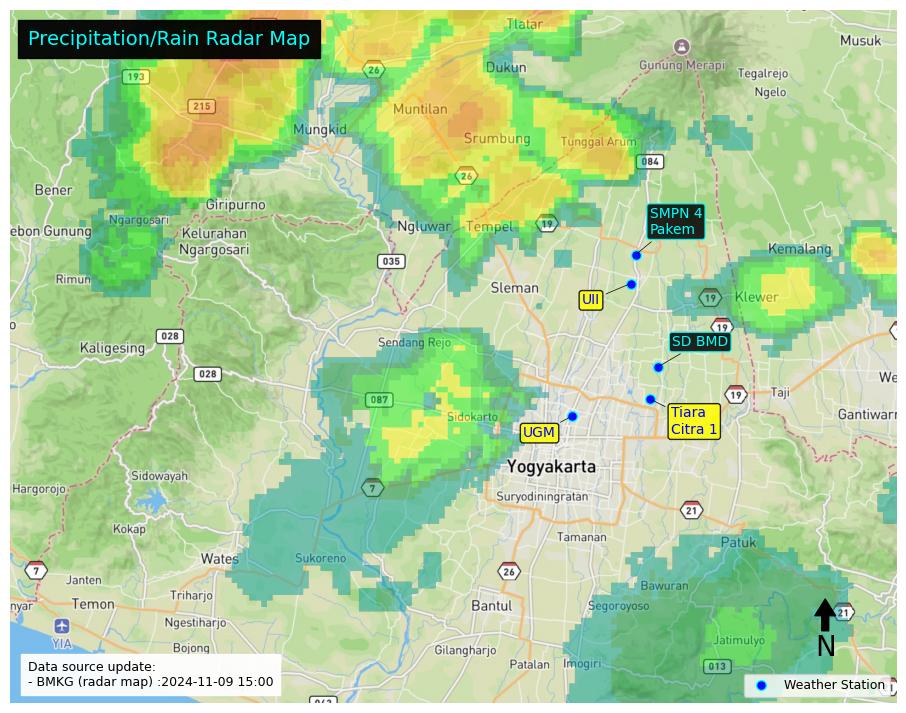 Precipitation/Rain Radar Map
Tlatar
Musuk
26
Dukun
Gunung Merapi
Tegalrejo
193
Ngelo
215
Muntilan
Mungkid
Srumbung
Tunggal Arum
084
26
Bener
Giripurno
Ngargosari
SMPN 4
Pakem
ebon Gunung
Kelurahan
Ngargosari
Ngluwar
Tempel
19
Kemalang
035
Rimun
Sleman
UII
19
Klewer
028
19
Kaligesing
Sendang Rejo
SD BMD
028
We
087
19
Taji
Sidokarto
Tiara
Citra 1
Gantiwarn
UGM
Yogyakarta
Sidowayah
Hargorojo
7
Suryodiningratan
21
Kokap
Tamanan
Patuk
Wates
Sukoreno
7
Janten
26
Bawuran
Triharjo
nyar
Temon
Bantul
Segoroyoso
21
Ngestiharjo
YIA
Jatimulyo
N
Bojong
Gilangharjo
Patalan
Imogiri
013
Data source update:
- BMKG (radar map) :2024-11-09 15:00
Weather Station